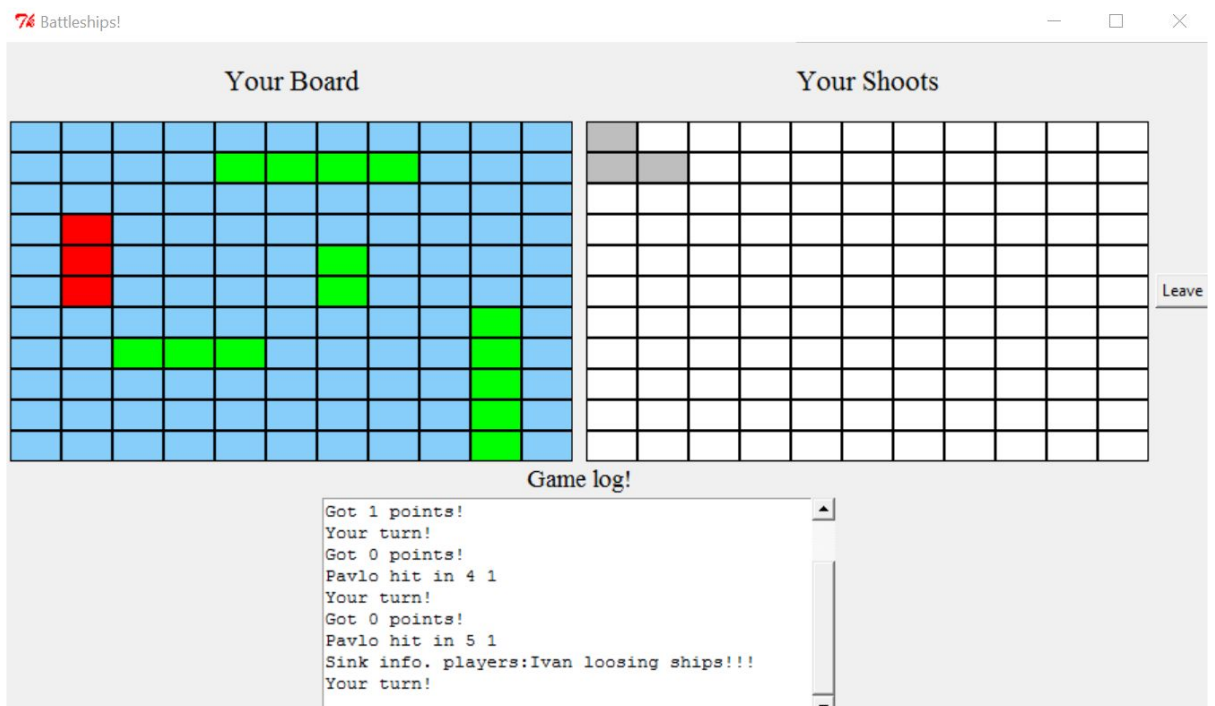 Battleships!
Your Board
Your Shoots
Leave
Game log!
Got 1 points!
Your turn!
Got 0 points!
Pavlo hit in 4 1
Your turn!
Got 0 points!
Pavlo hit in 5 1
Sink info. players:Ivan loosing ships!!!
Your turn!